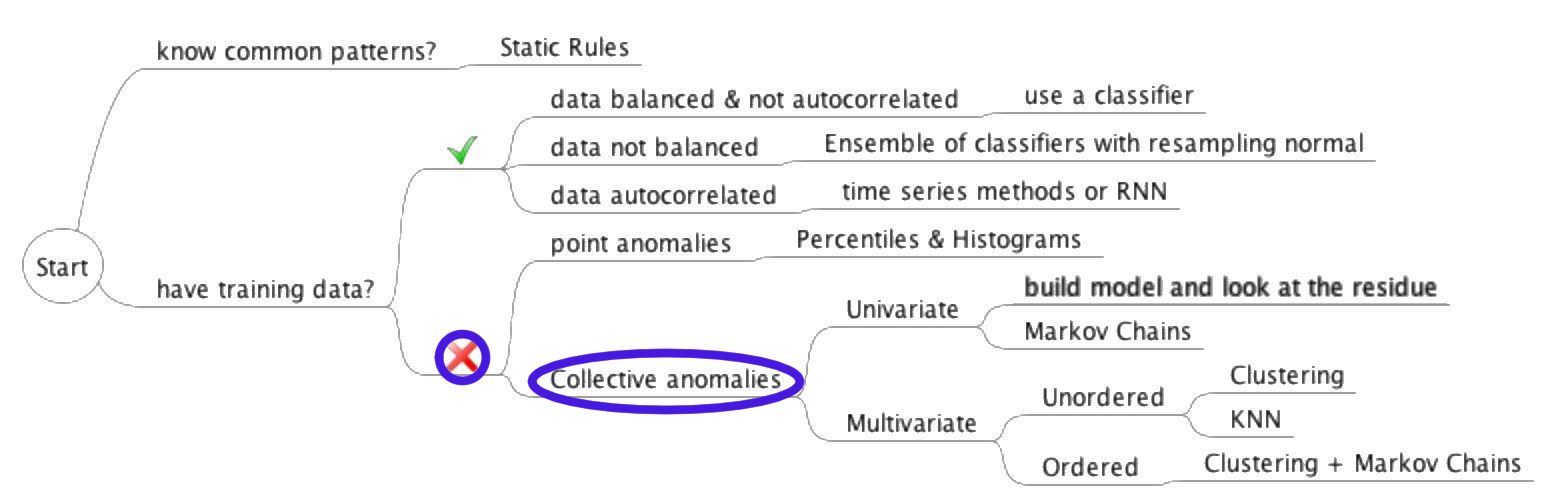 know common patterns?
Static Rules
data balanced & not autocorrelated
use a classifier
data not balanced
Ensemble of classifiers with resampling normal
data autocorrelated
time series methods or RNN
point anomalies
Percentiles & Histograms
Start
have training data?
Univariate
build model and look at the residue
Markov Chains
Collective anomalies
Multivariate
Unordered
Clustering
KNN
Ordered
Clustering + Markov Chains